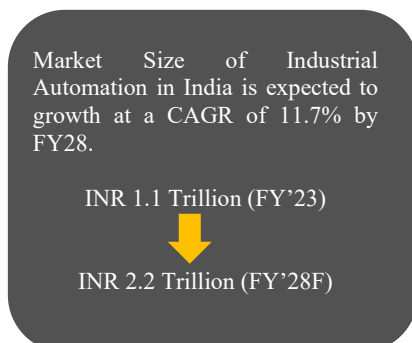 Market Size of Industrial
Automation in India is expected to
growth at a CAGR of 11.7% by
FY28.
INR 1.1 Trillion (FY’23)
INR 2.2 Trillion (FY’28F)